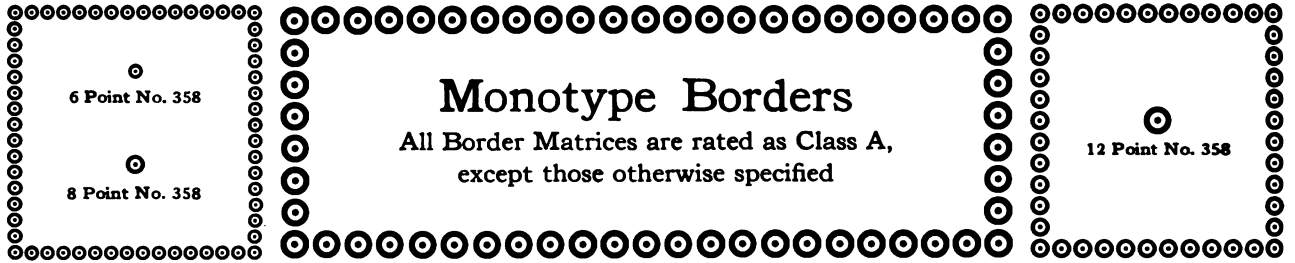 6 Point No. 358
8 Point No. 358
Monotype Borders
All Border Matrices are rated as Class A,
except those otherwise specified
12 Point No. 358